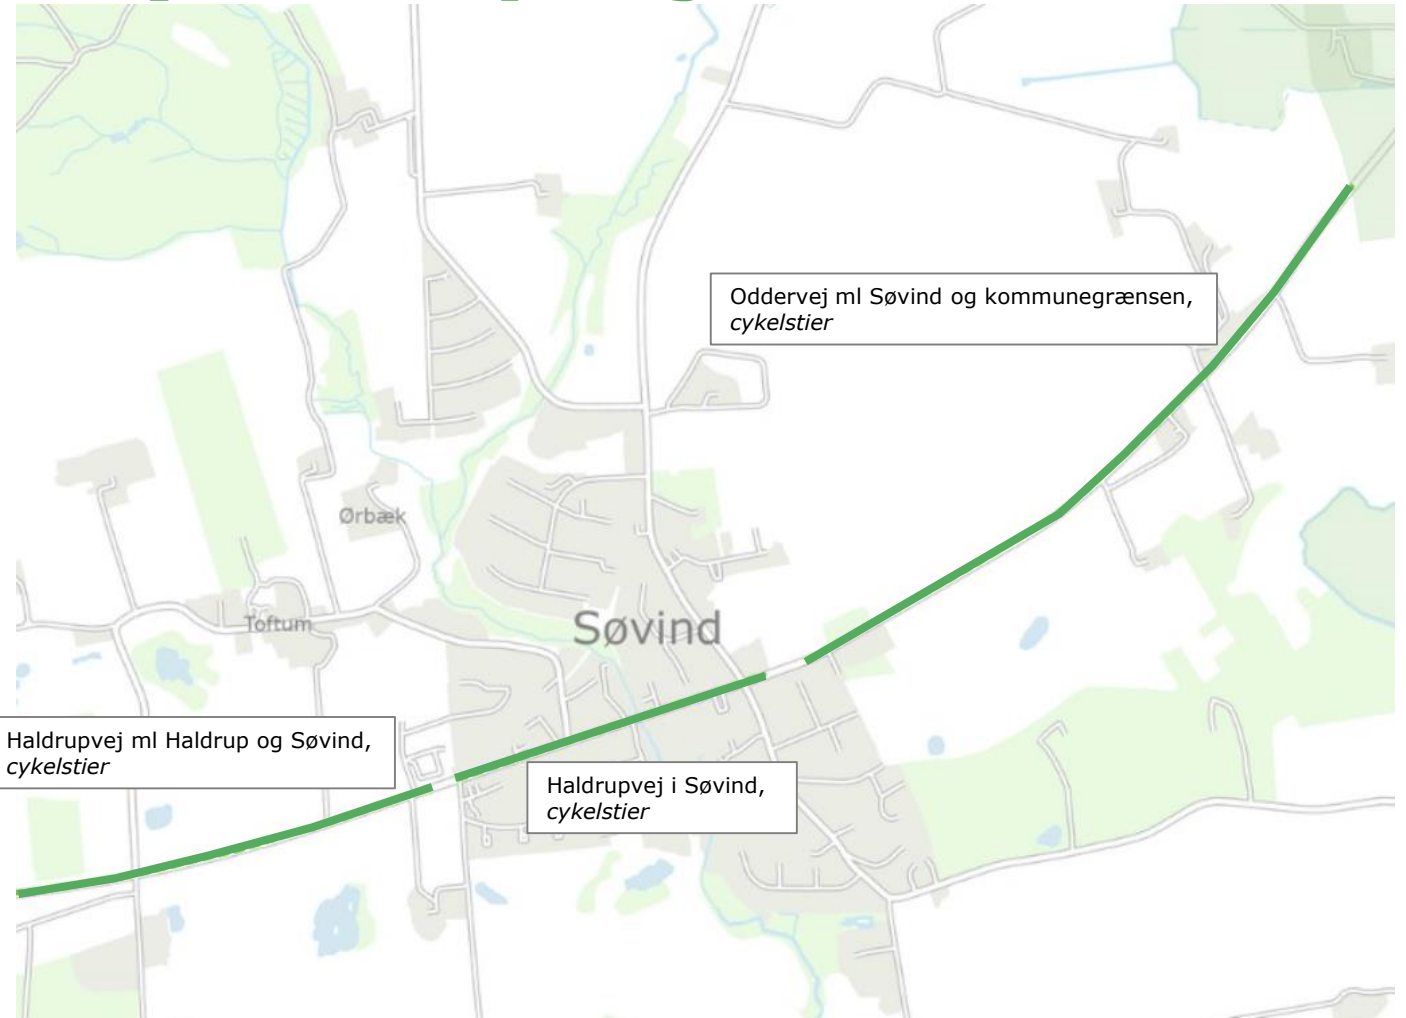 Oddervej ml Søvind og kommunegrænsen,
cykelstier
Ørbæk
Toftum
Søvind
Haldrupvej ml Haldrup og Søvind,
cykelstier
Haldrupvej i Søvind,
cykelstier